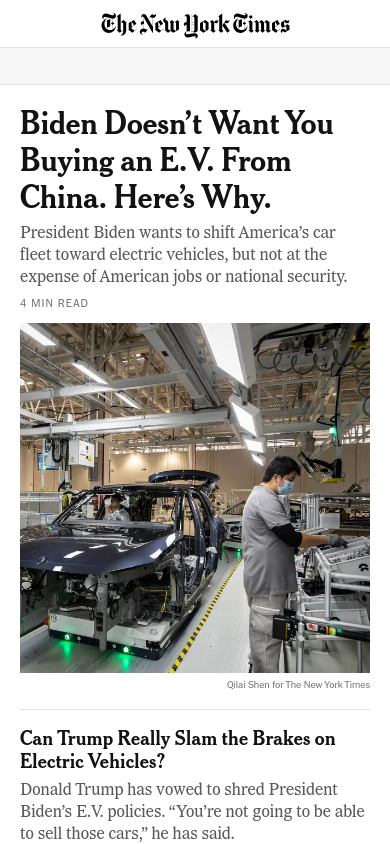 The New York Times
Biden Doesn’t Want You
Buying an E.V. From
China. Here’s Why.
President Biden wants to shift America’s car
fleet toward electric vehicles, but not at the
expense of American jobs or national security.
4 MIN READ
Qilai Shen for The New York Times
Can Trump Really Slam the Brakes on
Electric Vehicles?
Donald Trump has vowed to shred President
Biden’s E.V. policies. “You’re not going to be able
to sell those cars,” he has said.